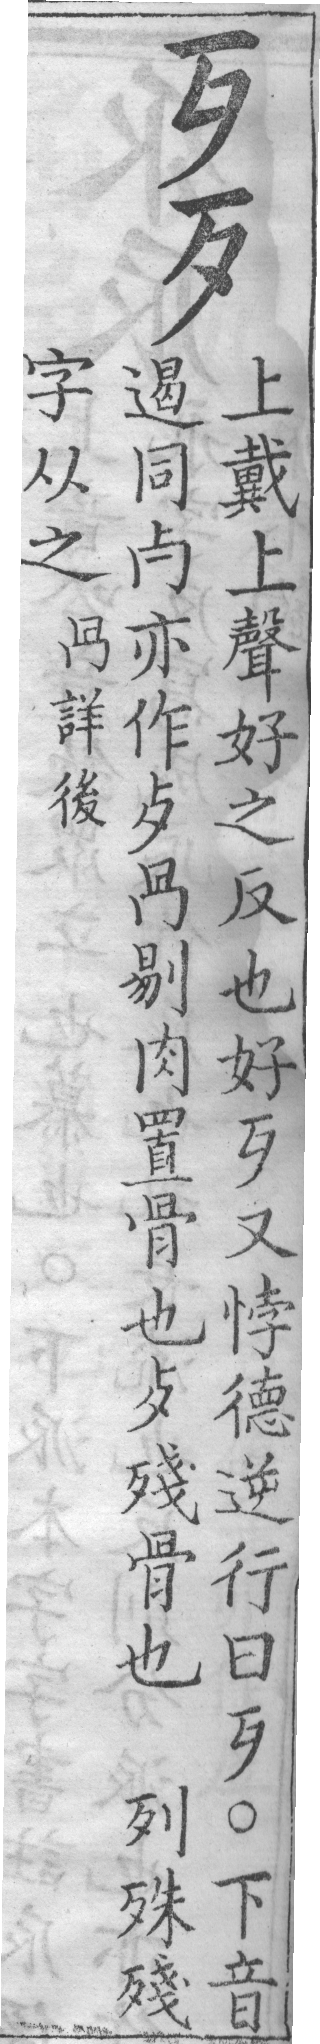 歹歺
上戴上聲好之反也好歹又悖德逆行曰歹○下音
遏同歺亦作歺冎剔肉置骨也歺殘骨也　列殊殘
字从之冎詳後